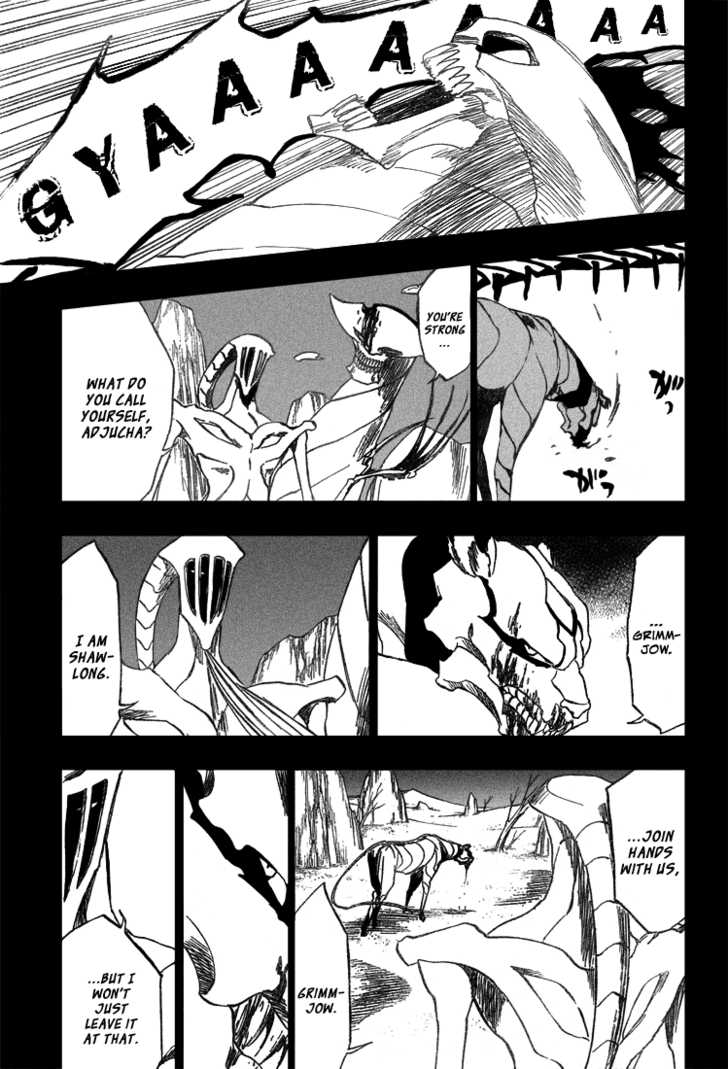 GYAAAAAAAA
YOU'RE
STRONG
...
WHAT DO
YOU CALL
YOURSELF,
ADJUCHA?
...
GRIMM-
JOW.
I AM
SHAW-
LONG.
...JOIN
HANDS
WITH US,
GRIMM-
JOW.
...BUT I
WON'T
JUST
LEAVE IT
AT THAT.